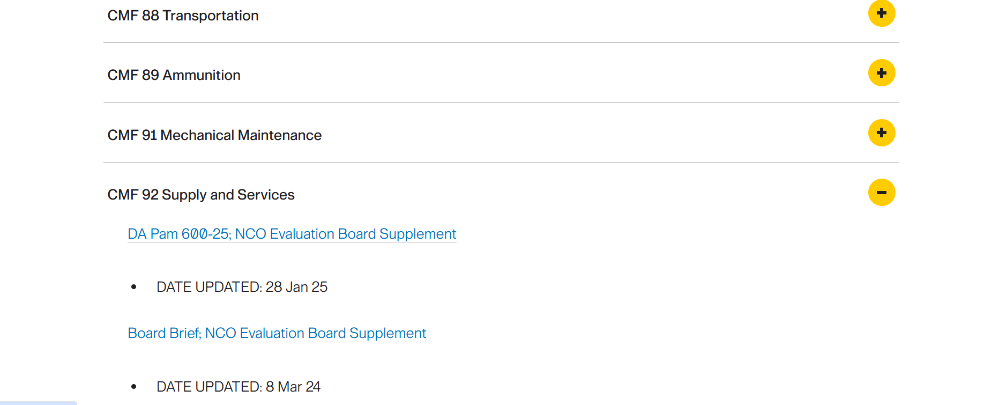 CMF 88 Transportation
CMF 89 Ammunition
CMF 91 Mechanical Maintenance
CMF 92 Supply and Services
DA Pam 600-25; NCO Evaluation Board Supplement
• DATE UPDATED: 28 Jan 25
Board Brief; NCO Evaluation Board Supplement
• DATE UPDATED: 8 Mar 24